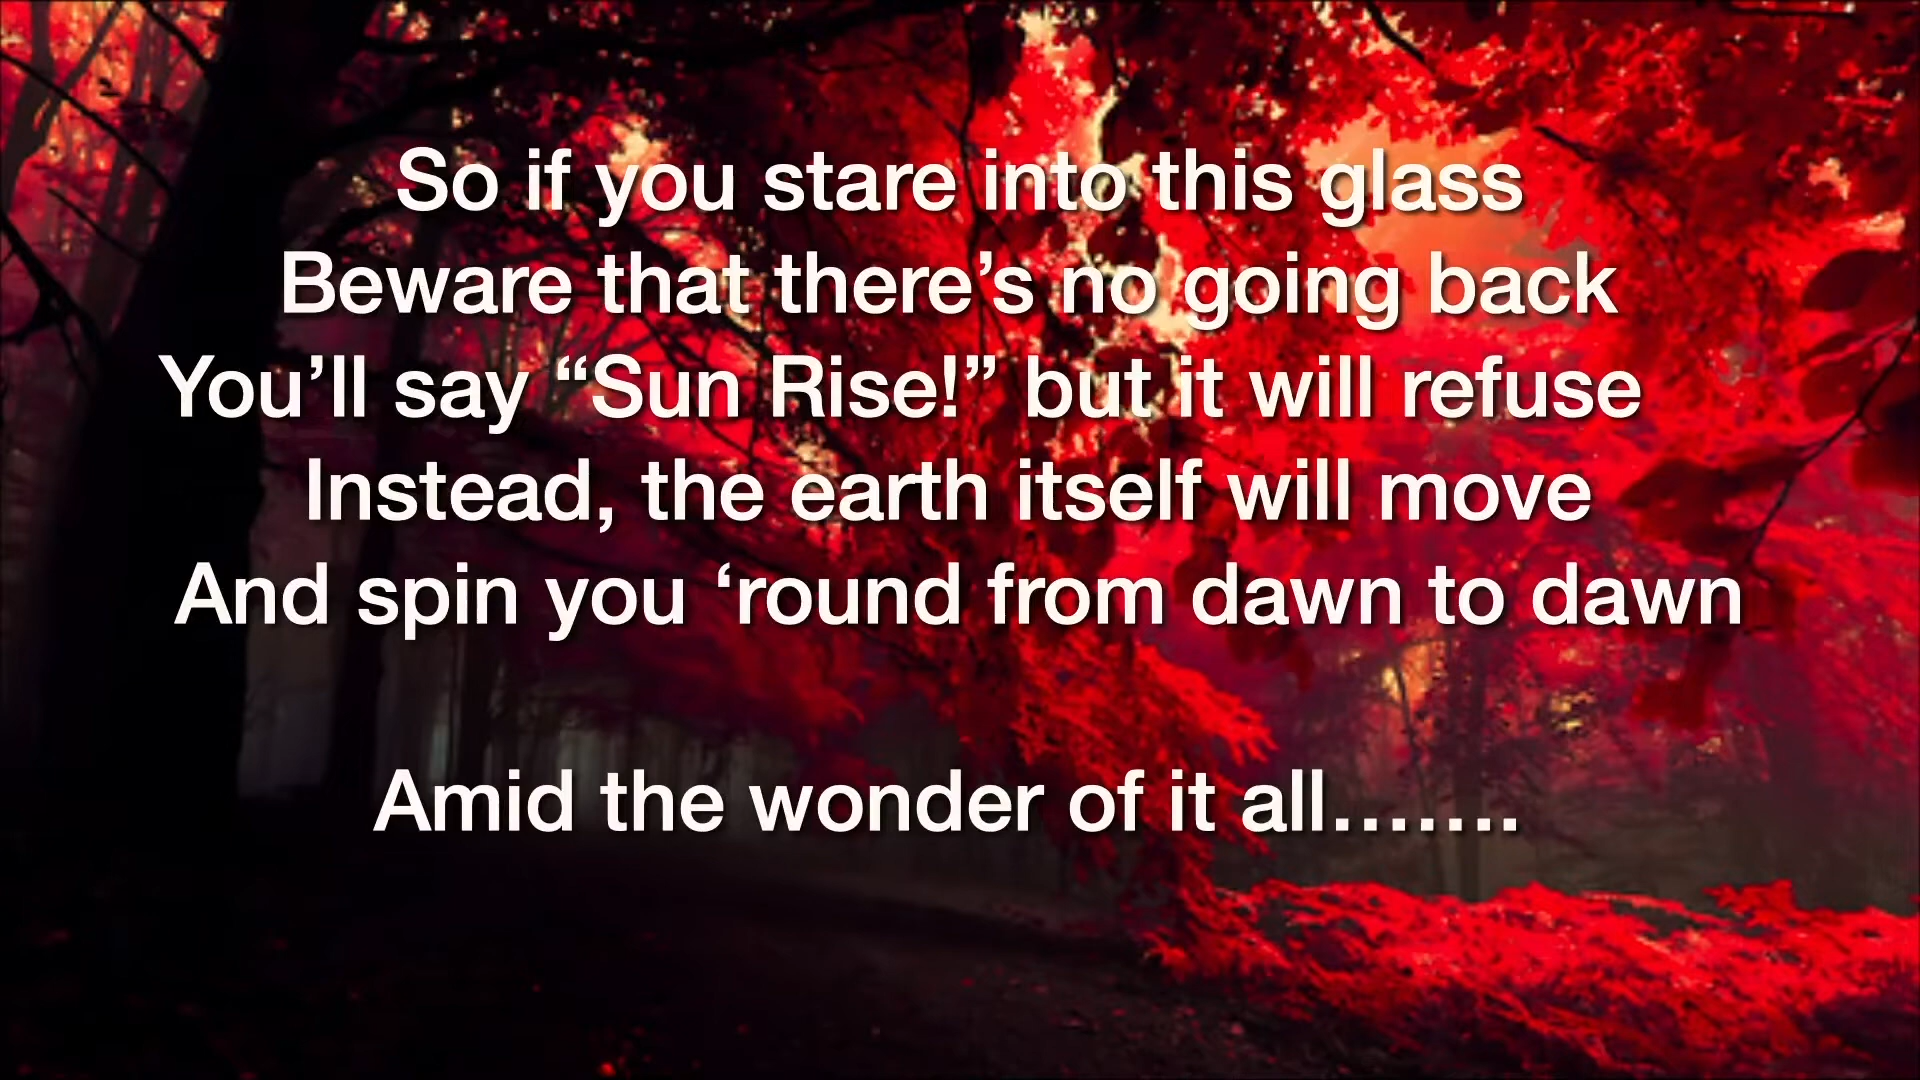 So if you stare into this glass
Beware that there’s no going back
You’ll say “Sun Rise!” but it will refuse
Instead, the earth itself will move
And spin you ‘round from dawn to dawn
Amid the wonder of it all.......